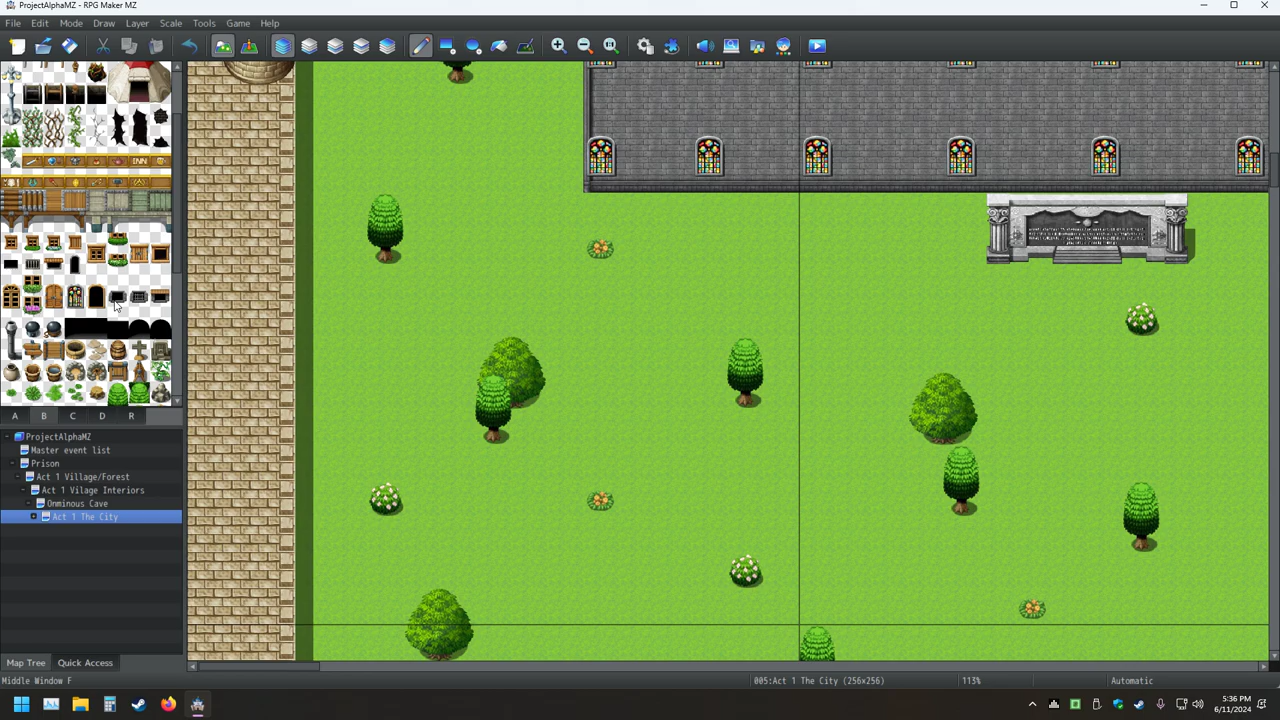 ProjectAlphaMZ - RPG Maker MZ
File Edit Mode Draw Layer Scale Tools Game Help
INN
A B C D R
ProjectAlphaMZ
Master event list
Prison
Act 1 Village/Forest
Act 1 Vilage Interiors
Onminous Cave
Act 1 The City
Map Tree Quick Access
Middle Window F 005:Act 1 The City (256x256) 113% Automatic
5:36 PM
6/11/2024